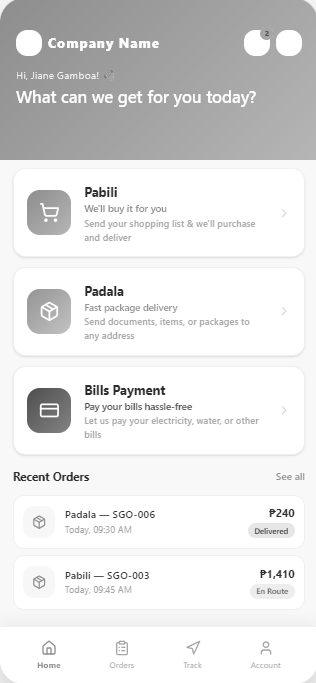 Company Name
2
Hi, Jiane Gamboa!
What can we get for you today?
Pabili
We'll buy it for you
Send your shopping list & we'll purchase
and deliver
Padala
Fast package delivery
Send documents, items, or packages to
any address
Bills Payment
Pay your bills hassle-free
Let us pay your electricity, water, or other
bills
Recent Orders
See all
Padala — SGO-006
₱240
Today, 09:30 AM
Delivered
Pabili — SGO-003
₱1,410
Today, 09:45 AM
En Route
Home
Orders
Track
Account